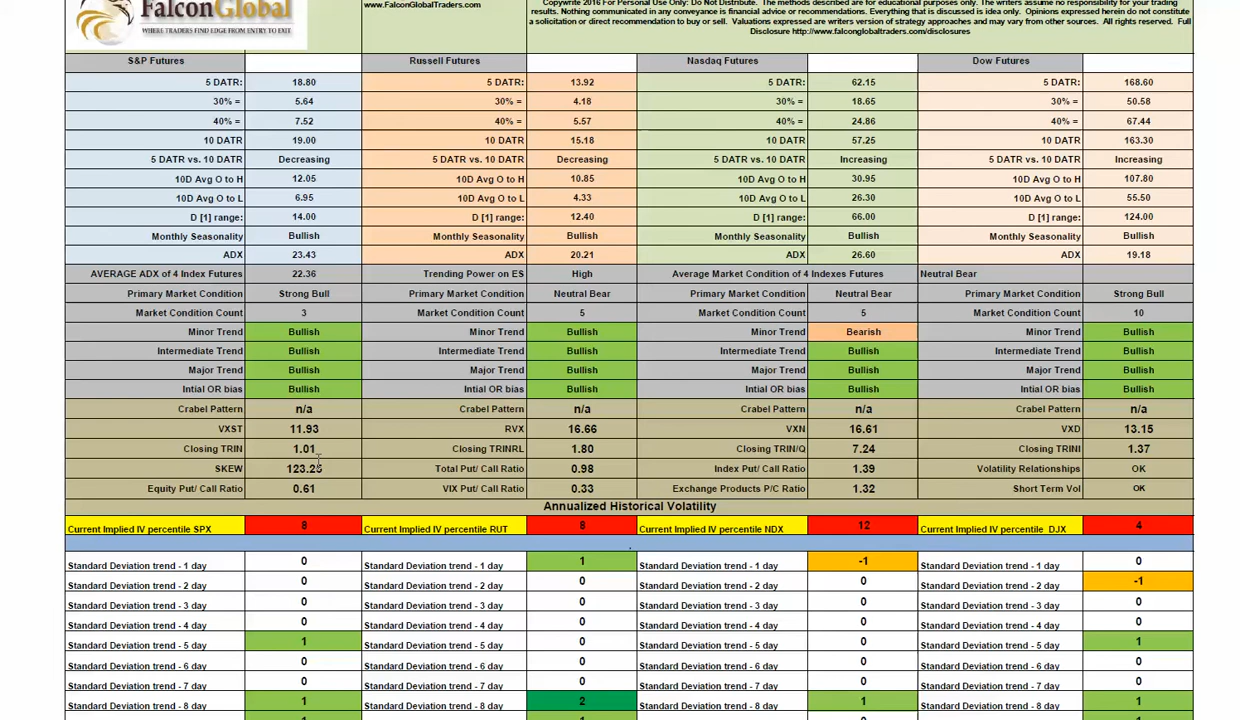 FalconGlobal
WHERE TRADERS FIND EDGE FROM ENTRY TO EXIT
www.FalconGlobalTraders.com
Copywrite 2016 For Personal Use Only: Do Not Distribute. The methods described are for educational purposes only. The writers assume no responsibility for your trading
results. Nothing communicated in any conveyance is financial advice or recommendations. Everything that is discussed is idea only. Opinions expressed herein do not constitute
a solicitation or direct recommendation to buy or sell. Valuations expressed are writers version of strategy approaches and may vary from other sources. All rights reserved. Full
Disclosure http://www.falconglobaltraders.com/disclosures
S&P Futures Russell Futures Nasdaq Futures Dow Futures
5 DATR: 18.80 5 DATR: 13.92 5 DATR: 62.15 5 DATR: 168.60
30% = 5.64 30% = 4.18 30% = 18.65 30% = 50.58
40% = 7.52 40% = 5.57 40% = 24.86 40% = 67.44
10 DATR 19.00 10 DATR 15.18 10 DATR 57.25 10 DATR 163.30
5 DATR vs. 10 DATR Decreasing 5 DATR vs. 10 DATR Decreasing 5 DATR vs. 10 DATR Increasing 5 DATR vs. 10 DATR Increasing
10D Avg O to H 12.05 10D Avg O to H 10.85 10D Avg O to H 30.95 10D Avg O to H 107.80
10D Avg O to L 6.95 10D Avg O to L 4.33 10D Avg O to L 26.30 10D Avg O to L 55.50
D [1] range: 14.00 D [1] range: 12.40 D [1] range: 66.00 D [1] range: 124.00
Monthly Seasonality Bullish Monthly Seasonality Bullish Monthly Seasonality Bullish Monthly Seasonality Bullish
ADX 23.43 ADX 20.21 ADX 26.60 ADX 19.18
AVERAGE ADX of 4 Index Futures 22.36 Trending Power on ES High Average Market Condition of 4 Indexes Futures Neutral Bear
Primary Market Condition Strong Bull Primary Market Condition Neutral Bear Primary Market Condition Neutral Bear Primary Market Condition Strong Bull
Market Condition Count 3 Market Condition Count 5 Market Condition Count 5 Market Condition Count 10
Minor Trend Bullish Minor Trend Bullish Minor Trend Bearish Minor Trend Bullish
Intermediate Trend Bullish Intermediate Trend Bullish Intermediate Trend Bullish Intermediate Trend Bullish
Major Trend Bullish Major Trend Bullish Major Trend Bullish Major Trend Bullish
Intial OR bias Bullish Intial OR bias Bullish Intial OR bias Bullish Intial OR bias Bullish
Crabel Pattern n/a Crabel Pattern n/a Crabel Pattern n/a Crabel Pattern n/a
VXST 11.93 RVX 16.66 VXN 16.61 VXD 13.15
Closing TRIN 1.01 Closing TRINRL 1.80 Closing TRIN/Q 7.24 Closing TRINI 1.37
SKEW 123.25 Total Put/ Call Ratio 0.98 Index Put/ Call Ratio 1.39 Volatility Relationships OK
Equity Put/ Call Ratio 0.61 VIX Put/ Call Ratio 0.33 Exchange Products P/C Ratio 1.32 Short Term Vol OK
Annualized Historical Volatility
Current Implied IV percentile SPX 8 Current Implied IV percentile RUT 8 Current Implied IV percentile NDX 12 Current Implied IV percentile DJX 4
Standard Deviation trend - 1 day 0 Standard Deviation trend - 1 day 1 Standard Deviation trend - 1 day -1 Standard Deviation trend - 1 day 0
Standard Deviation trend - 2 day 0 Standard Deviation trend - 2 day 0 Standard Deviation trend - 2 day 0 Standard Deviation trend - 2 day -1
Standard Deviation trend - 3 day 0 Standard Deviation trend - 3 day 0 Standard Deviation trend - 3 day 0 Standard Deviation trend - 3 day 0
Standard Deviation trend - 4 day 0 Standard Deviation trend - 4 day 0 Standard Deviation trend - 4 day 0 Standard Deviation trend - 4 day 0
Standard Deviation trend - 5 day 1 Standard Deviation trend - 5 day 0 Standard Deviation trend - 5 day 0 Standard Deviation trend - 5 day 1
Standard Deviation trend - 6 day 0 Standard Deviation trend - 6 day 0 Standard Deviation trend - 6 day 0 Standard Deviation trend - 6 day 0
Standard Deviation trend - 7 day 0 Standard Deviation trend - 7 day 0 Standard Deviation trend - 7 day 0 Standard Deviation trend - 7 day 0
Standard Deviation trend - 8 day 1 Standard Deviation trend - 8 day 2 Standard Deviation trend - 8 day 1 Standard Deviation trend - 8 day 1